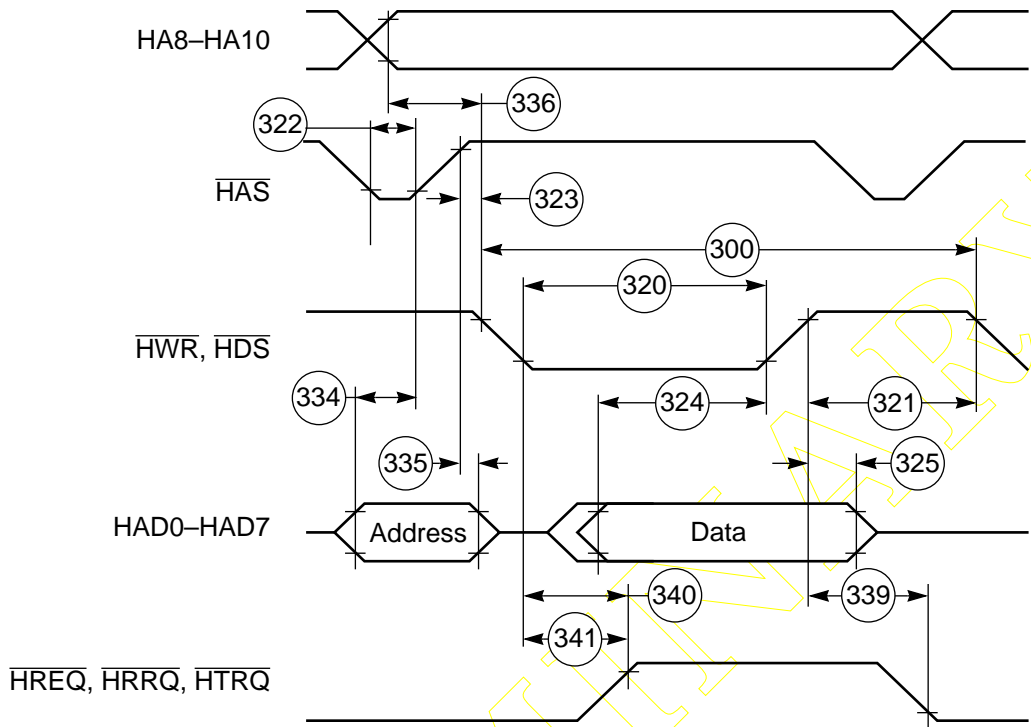 HA8–HA10
336
322
HAS
323
300
320
HWR, HDS
334
324
321
335
325
HAD0–HAD7
Address
Data
340
339
341
HREQ, HRRQ, HTRQ